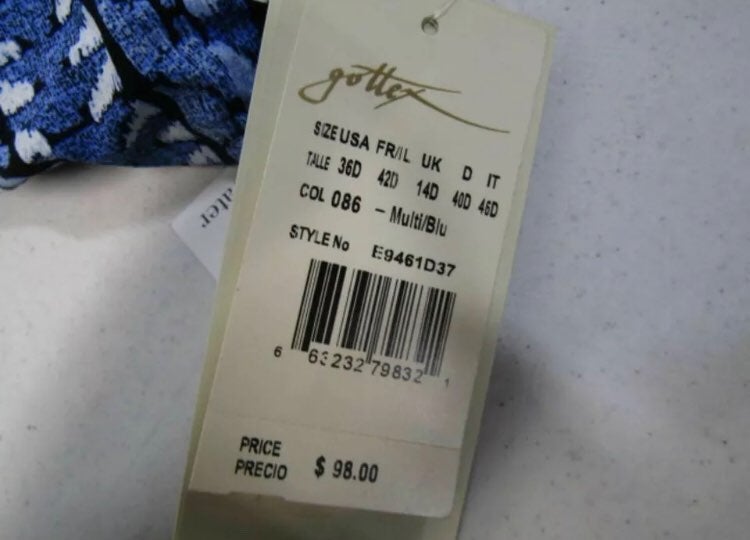 gottex
SIZE USA FR/IL UK D IT
TALLE 36D 42D 14D 40D 46D
COL 086 – Multi/Blu
STYLE No E9461D37
6 63232 79832 1
PRICE
PRECIO $ 98.00
ater